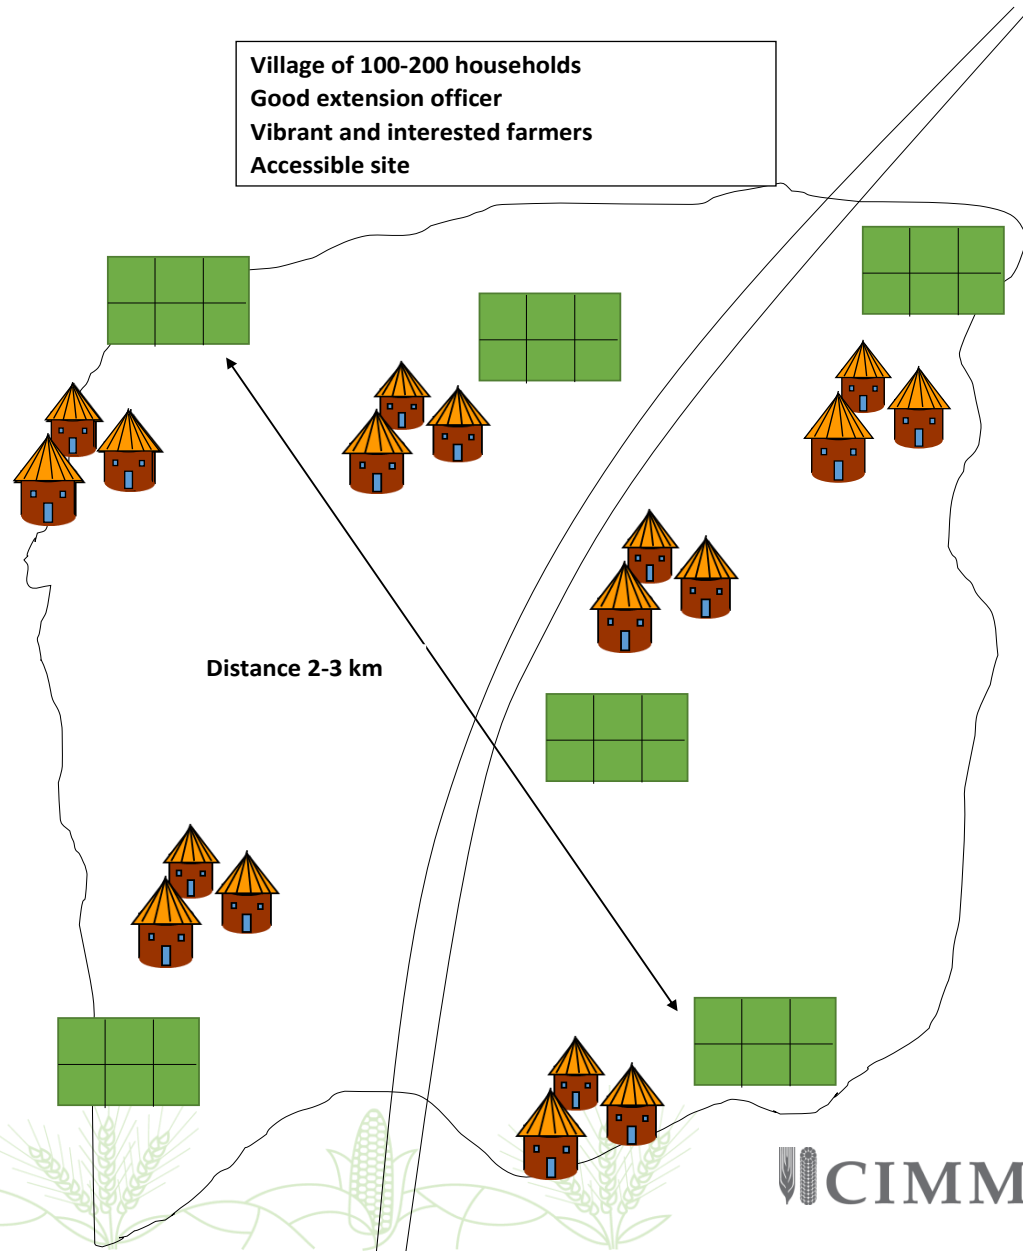 Village of 100-200 households
Good extension officer
Vibrant and interested farmers
Accessible site
Distance 2-3 km
CIMM